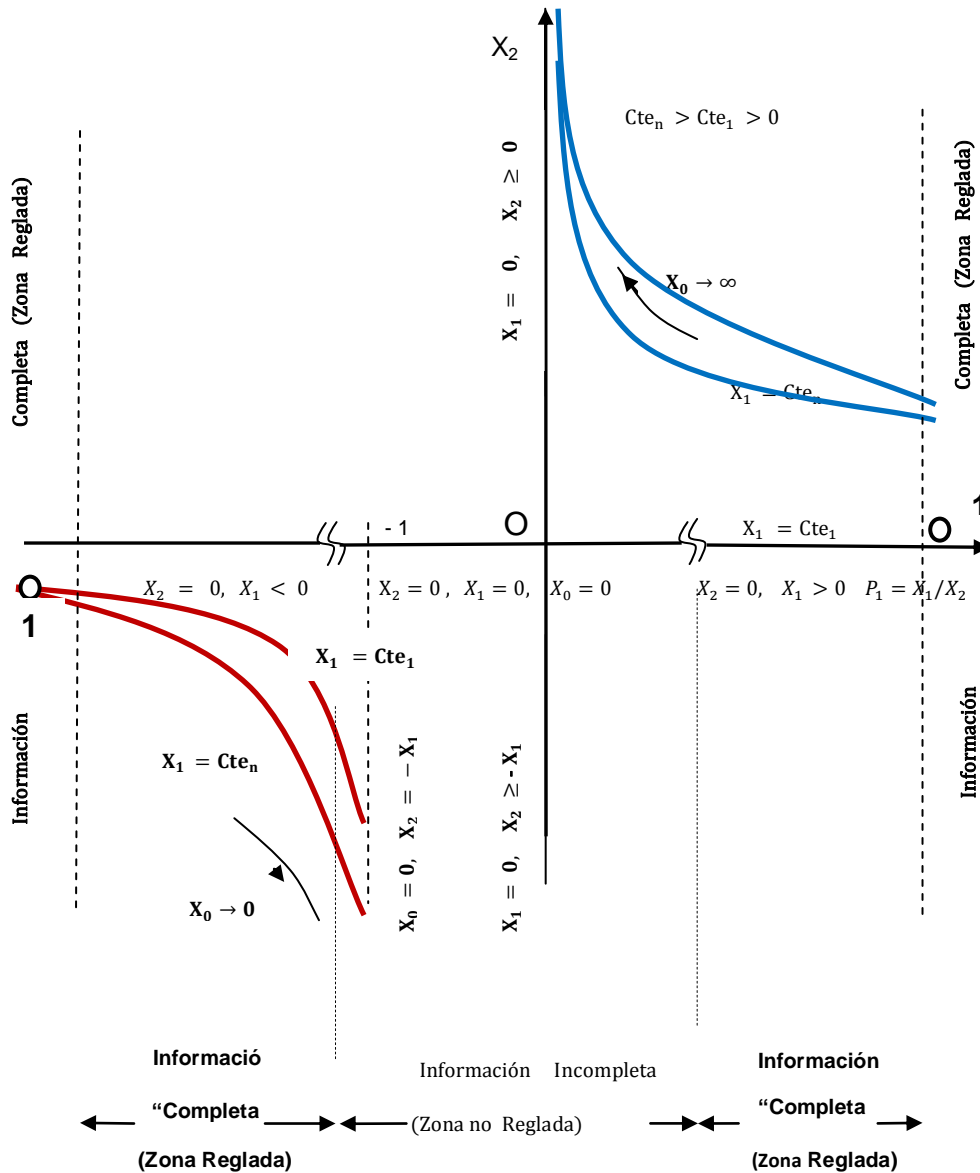 X₂
Cteₙ > Cte₁ > 0
Completa (Zona Reglada)
X₁ = 0, X₂ ≥ 0
Completa (Zona Reglada)
X₀ → ∞
X₁ = Cteₙ
1
- 1
O
X₁ = Cte₁
O
O
X₂ = 0, X₁ < 0
X₂ = 0, X₁ = 0, X₀ = 0
X₂ = 0, X₁ > 0 P₁ = X₁/X₂
1
X₁ = Cte₁
Información
X₁ = Cteₙ
X₀ = 0, X₂ = − X₁
X₁ = 0, X₂ ≥ -X₁
Información
X₀ → 0
Informació
“Completa
(Zona Reglada)
Información Incompleta
(Zona no Reglada)
Información
“Completa
(Zona Reglada)